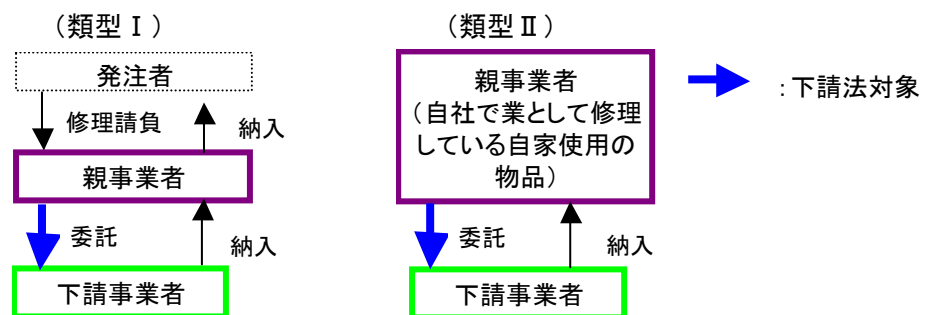 （類型Ⅰ）
発注者
修理請負
納入
親事業者
委託
納入
下請事業者
（類型Ⅱ）
親事業者
（自社で業として修理
している自家使用の
物品）
委託
納入
下請事業者
：下請法対象